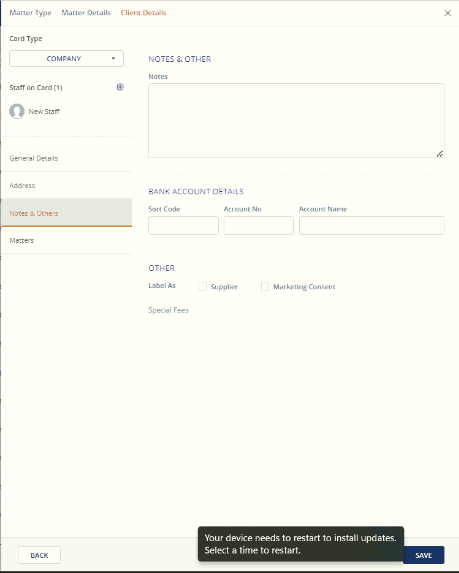 Matter Type Matter Details Client Details
Card Type
COMPANY
Staff on Card (1)
New Staff
General Details
Address
Notes & Others
Matters
NOTES & OTHER
Notes
BANK ACCOUNT DETAILS
Sort Code Account No Account Name
OTHER
Label As Supplier Marketing Consent
Special Fees
Your device needs to restart to install updates.
Select a time to restart.
BACK SAVE